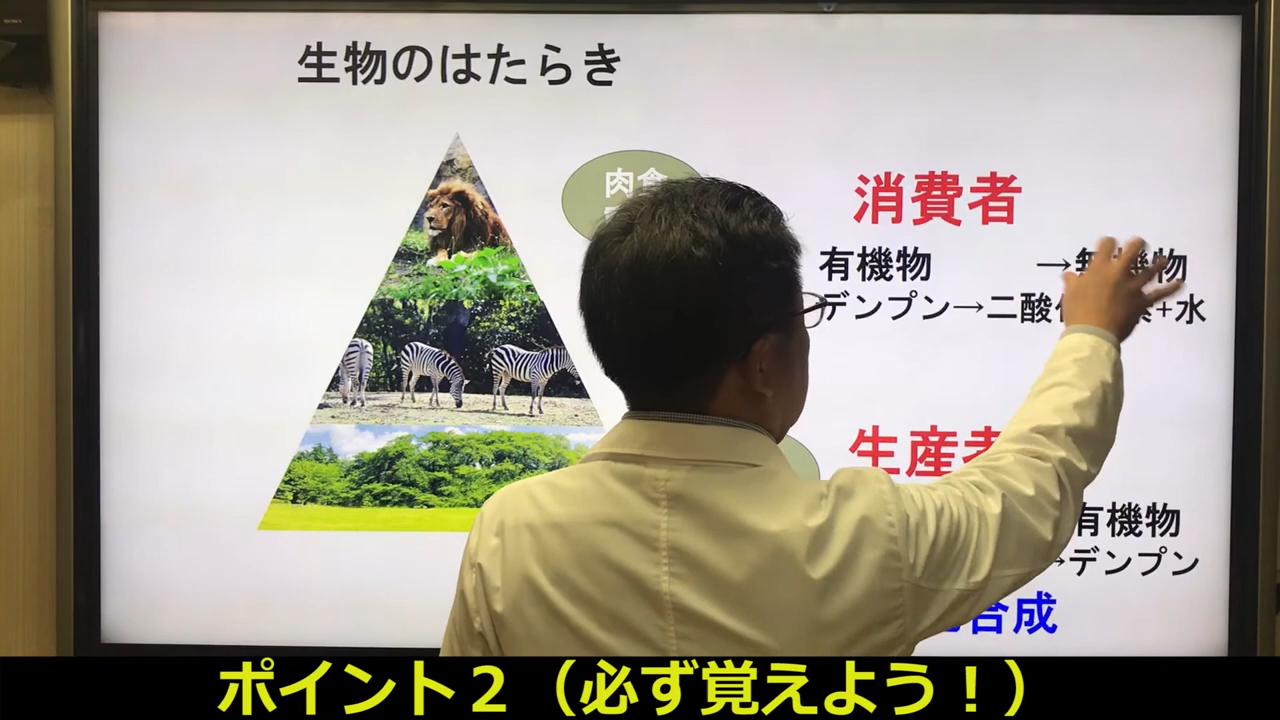 生物のはたらき
肉食
消費者
有機物 →無機物
デンプン→二酸化炭素+水
生産者
有機物
→デンプン
合成
ポイント２（必ず覚えよう！）